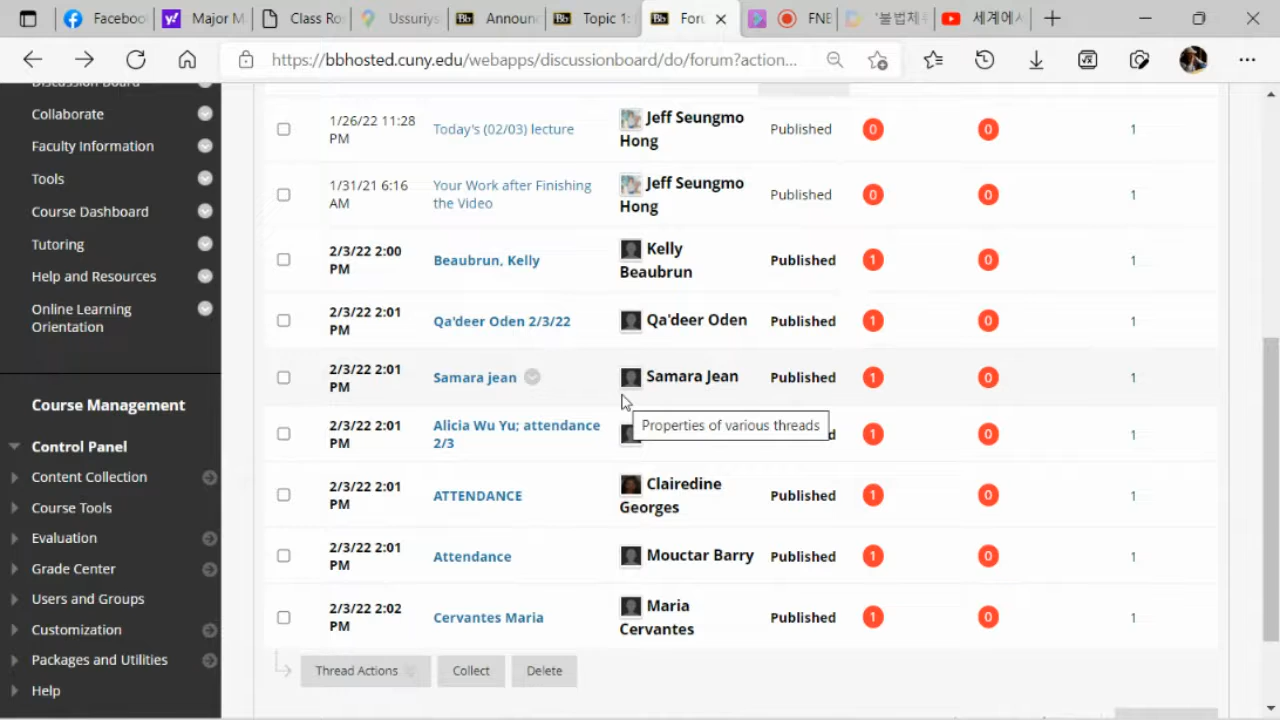 Faceboo
Major M
Class Ro
Ussuriys
Announ
Topic 1:
Foru
FNE
세계에서
https://bbhosted.cuny.edu/webapps/discussionboard/do/forum?action...
Discussion Board
Collaborate
Faculty Information
Tools
Course Dashboard
Tutoring
Help and Resources
Online Learning
Orientation
Course Management
Control Panel
Content Collection
Course Tools
Evaluation
Grade Center
Users and Groups
Customization
Packages and Utilities
Help
1/26/22 11:28
PM
Today's (02/03) lecture
Jeff Seungmo
Hong
Published
0
0
1
1/31/21 6:16
AM
Your Work after Finishing
the Video
Jeff Seungmo
Hong
Published
0
0
1
2/3/22 2:00
PM
Beaubrun, Kelly
Kelly
Beaubrun
Published
1
0
1
2/3/22 2:01
PM
Qa'deer Oden 2/3/22
Qa'deer Oden
Published
1
0
1
2/3/22 2:01
PM
Samara jean
Samara Jean
Published
1
0
1
2/3/22 2:01
PM
Alicia Wu Yu; attendance
2/3
Properties of various threads
d
1
0
1
2/3/22 2:01
PM
ATTENDANCE
Clairedine
Georges
Published
1
0
1
2/3/22 2:01
PM
Attendance
Mouctar Barry
Published
1
0
1
2/3/22 2:02
PM
Cervantes Maria
Maria
Cervantes
Published
1
0
1
Thread Actions
Collect
Delete